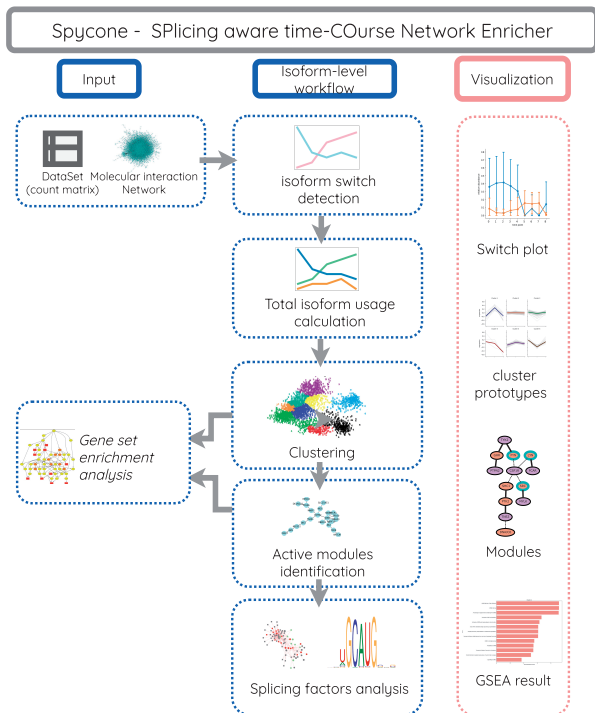 Spycone - SPlicing aware time-COurse Network Enricher
Input
Isoform-level
workflow
Visualization
DataSet
(count matrix)
Molecular interaction
Network
isoform switch
detection
Total isoform usage
calculation
Clustering
Gene set
enrichment
analysis
Active modules
identification
GCAUG
Splicing factors analysis
Switch plot
cluster
prototypes
Modules
GSEA result